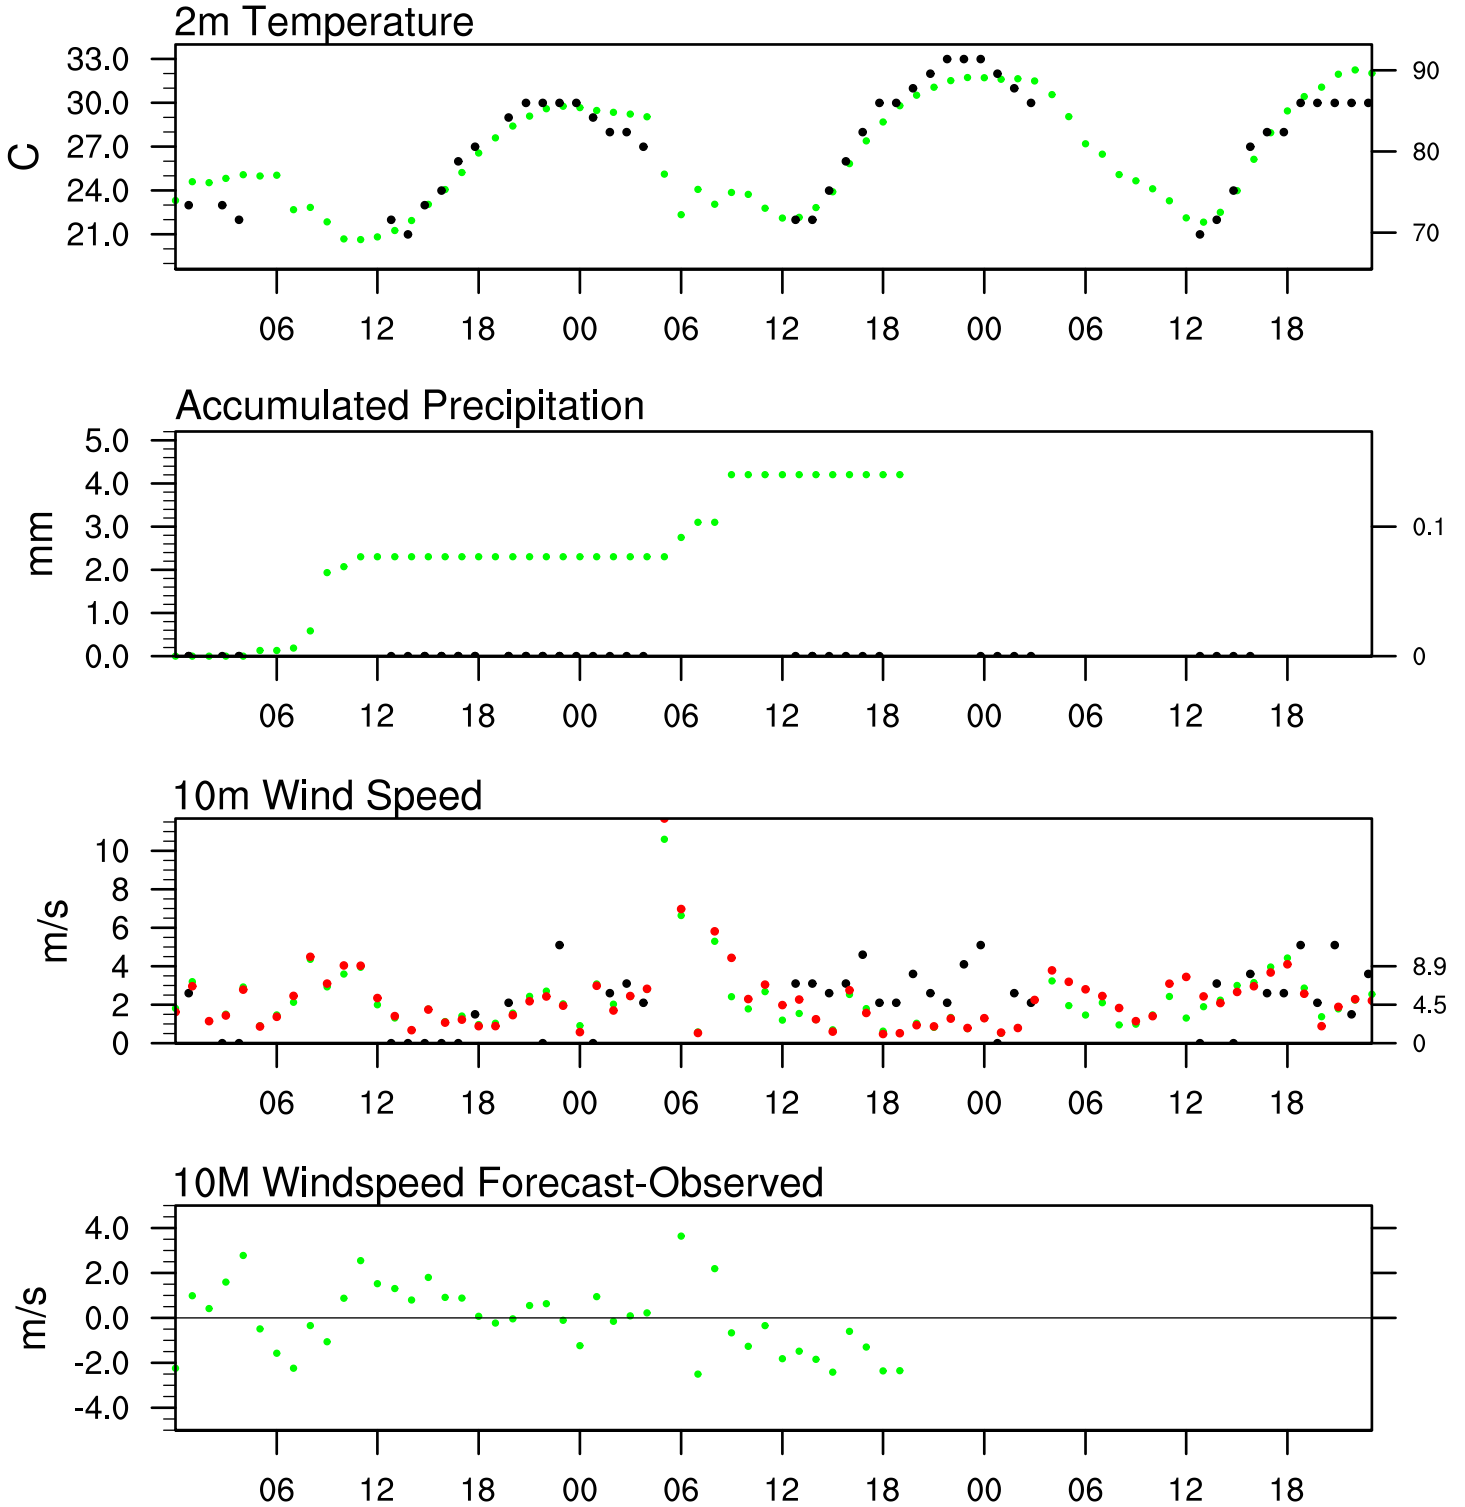 2m Temperature
33.0
30.0
27.0
24.0
21.0
C
90
80
70
06 12 18 00 06 12 18 00 06 12 18
Accumulated Precipitation
5.0
4.0
3.0
2.0
1.0
0.0
mm
0.1
0
06 12 18 00 06 12 18 00 06 12 18
10m Wind Speed
10
8
6
4
2
0
m/s
8.9
4.5
0
06 12 18 00 06 12 18 00 06 12 18
10M Windspeed Forecast-Observed
4.0
2.0
0.0
-2.0
-4.0
m/s
06 12 18 00 06 12 18 00 06 12 18